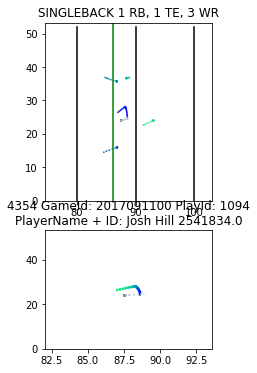 SINGLEBACK 1 RB, 1 TE, 3 WR
50
40
30
20
10
0
80 90 100
4354 GameId: 2017091100 PlayId: 1094
PlayerName + ID: Josh Hill 2541834.0
40
20
0
82.5 85.0 87.5 90.0 92.5